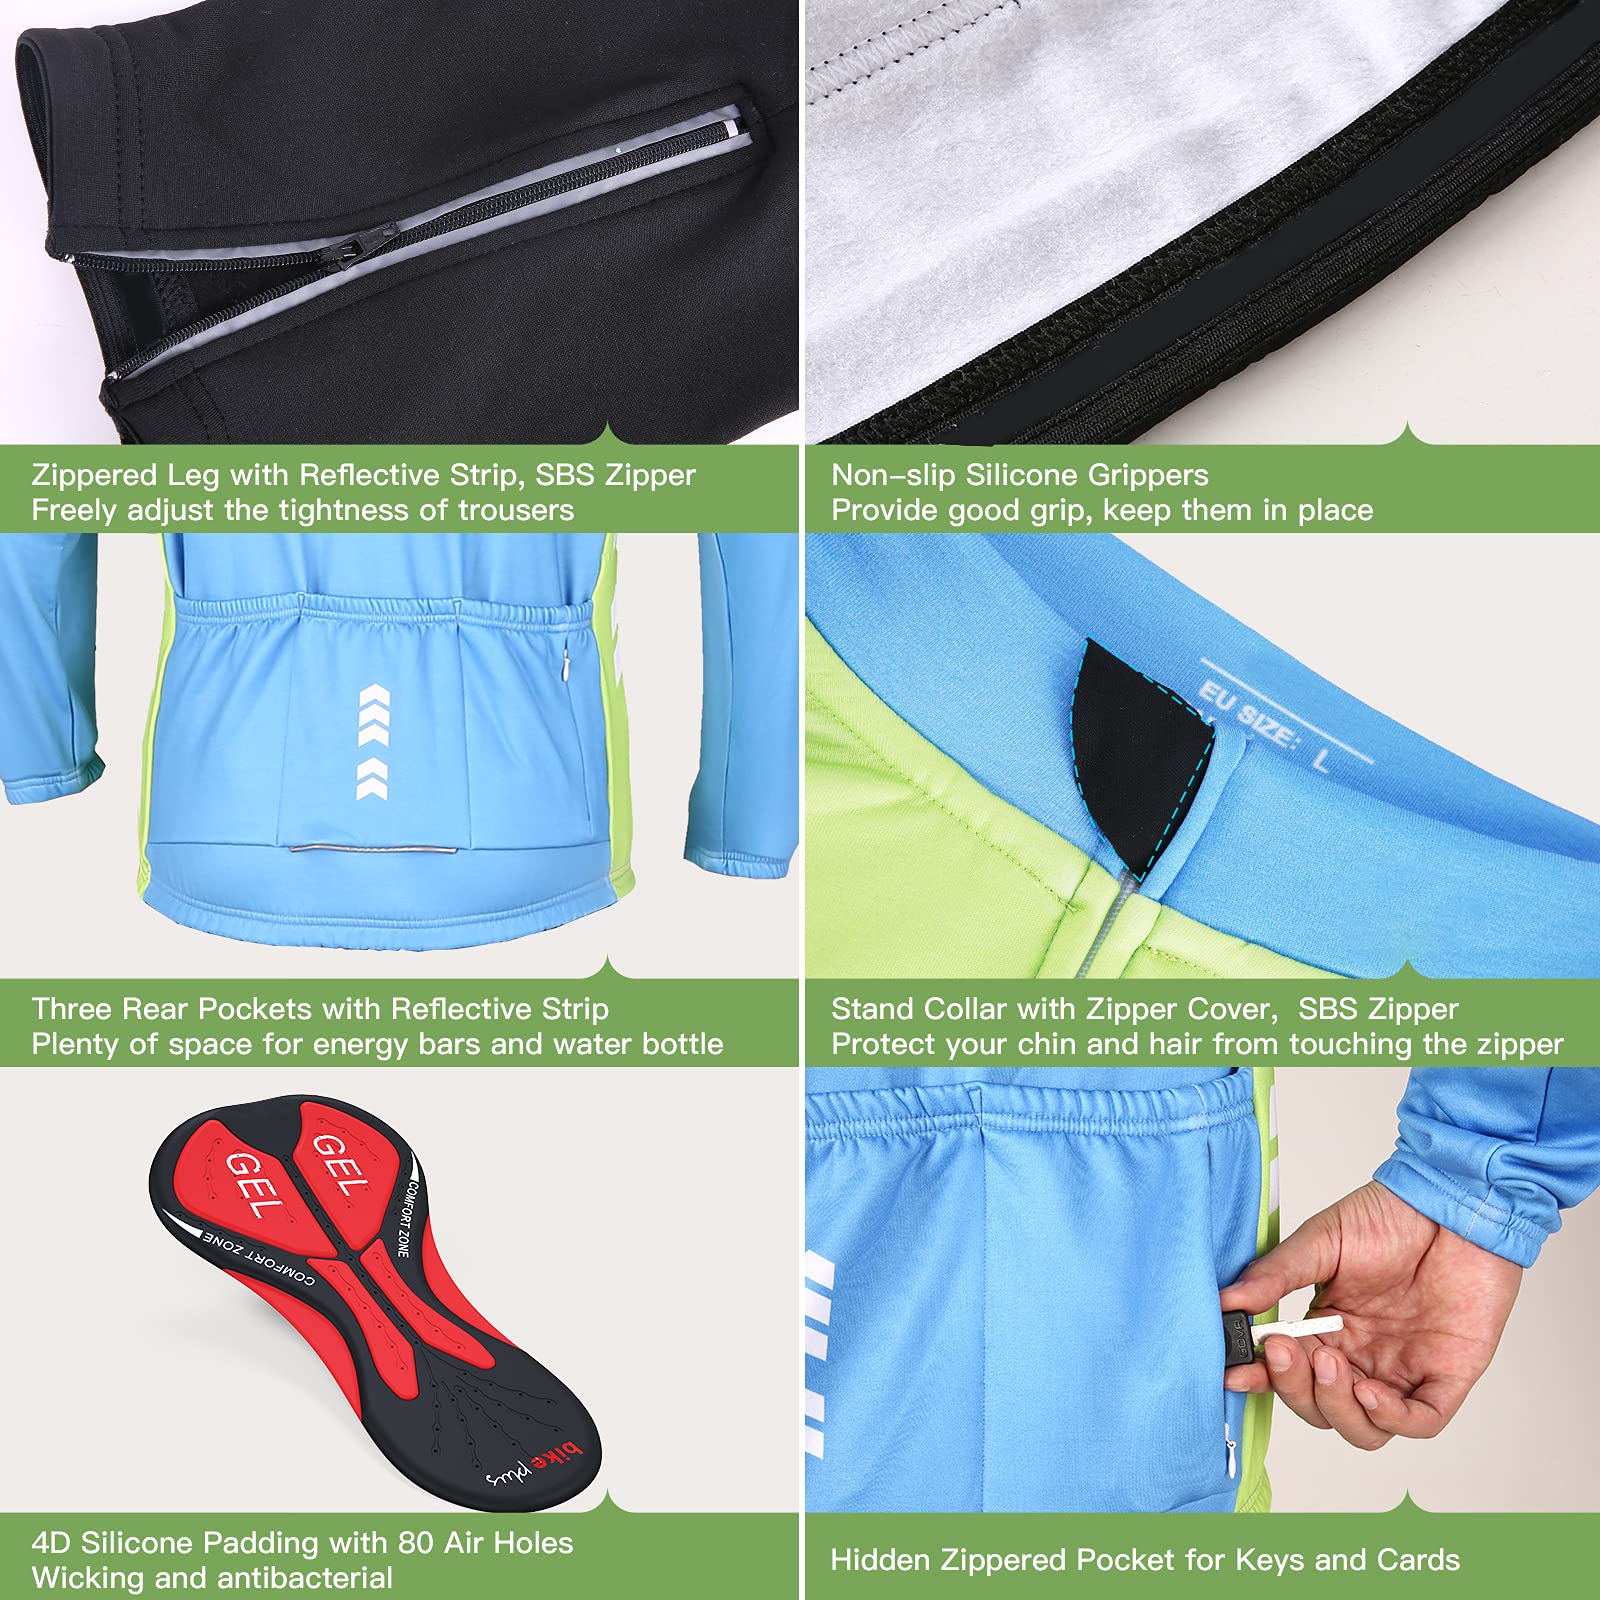 Zippered Leg with Reflective Strip, SBS Zipper
Freely adjust the tightness of trousers
Non-slip Silicone Grippers
Provide good grip, keep them in place
EU SIZE: L
Three Rear Pockets with Reflective Strip
Plenty of space for energy bars and water bottle
Stand Collar with Zipper Cover, SBS Zipper
Protect your chin and hair from touching the zipper
GEL
GEL
COMFORT ZONE
COMFORT ZONE
bike plus
GOVA
4D Silicone Padding with 80 Air Holes
Wicking and antibacterial
Hidden Zippered Pocket for Keys and Cards